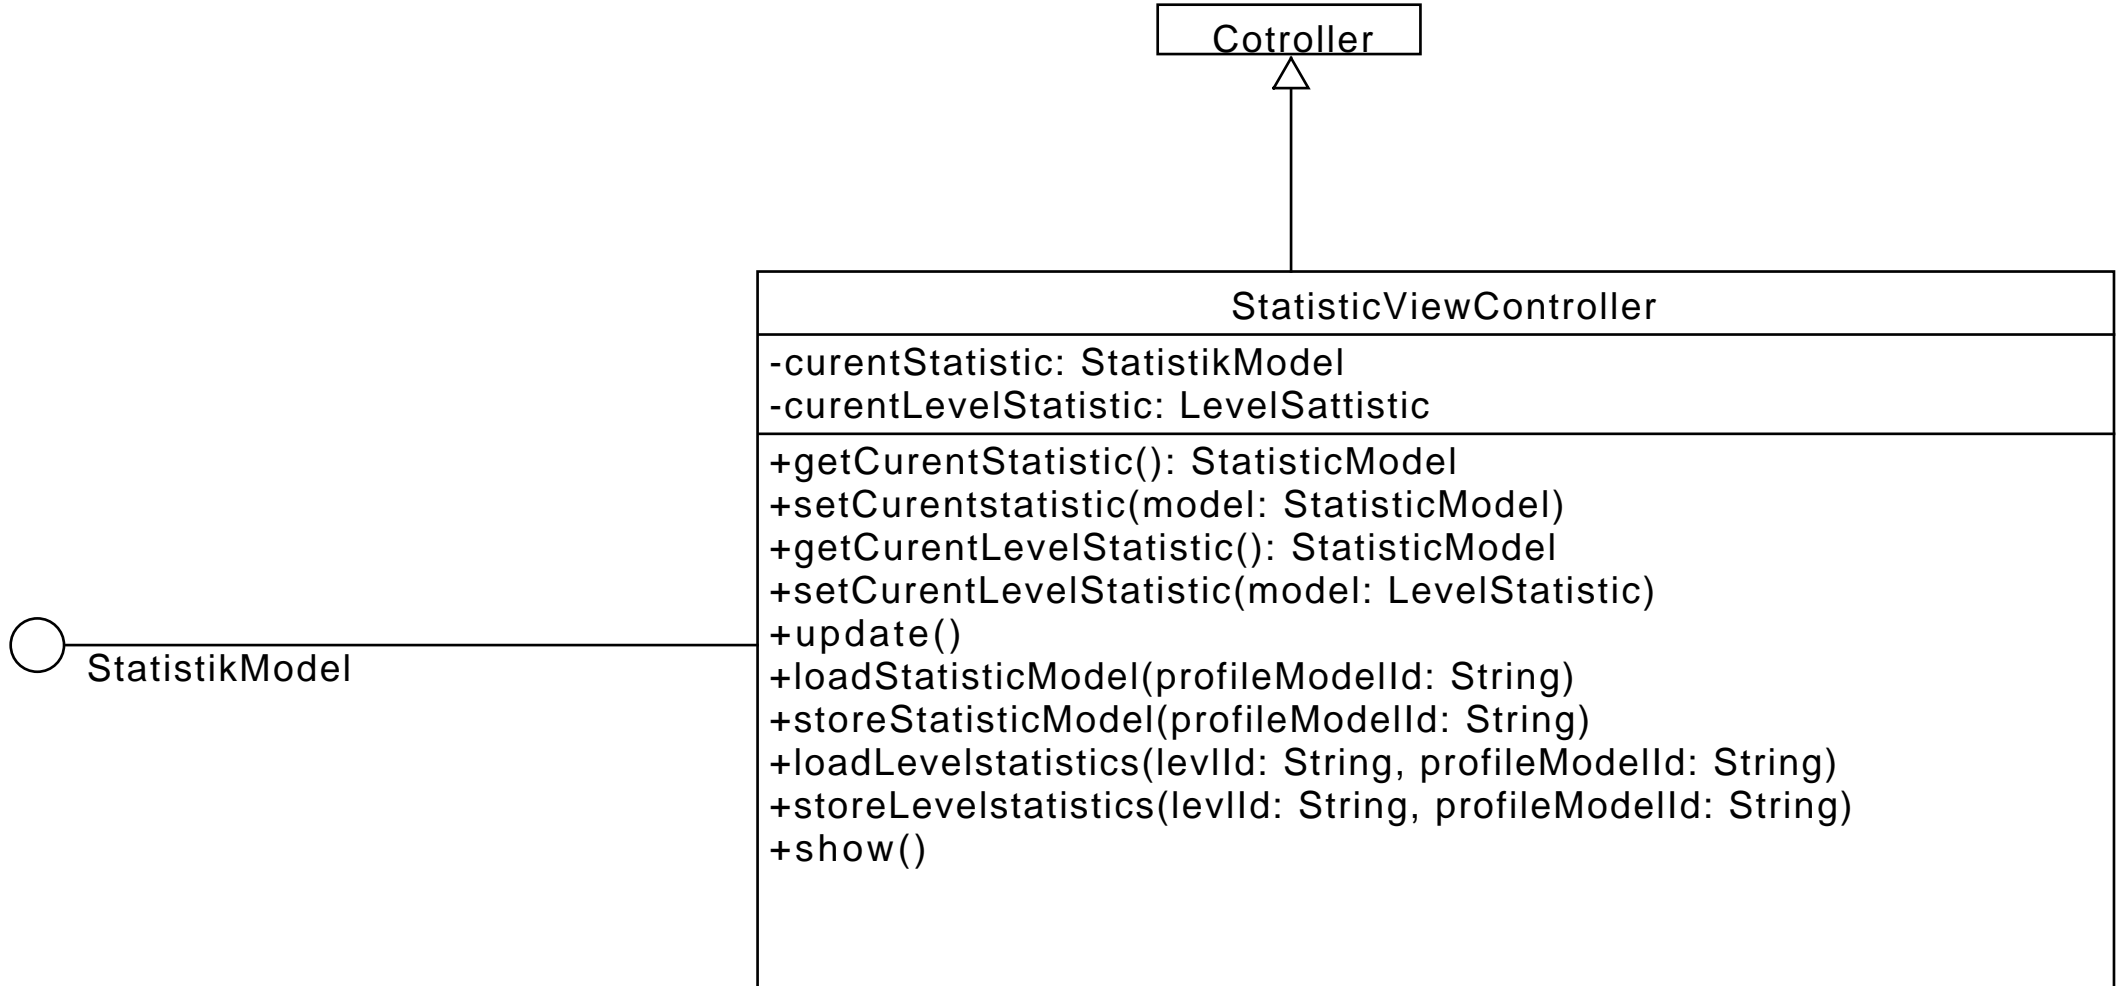 Cotroller
StatisticViewController
-curentStatistic: StatistikModel
-curentLevelStatistic: LevelSattistic
+getCurentStatistic(): StatisticModel
+setCurentstatistic(model: StatisticModel)
+getCurentLevelStatistic(): StatisticModel
+setCurentLevelStatistic(model: LevelStatistic)
+update()
+loadStatisticModel(profileModelId: String)
+storeStatisticModel(profileModelId: String)
+loadLevelstatistics(levlId: String, profileModelId: String)
+storeLevelstatistics(levlId: String, profileModelId: String)
+show()
StatistikModel